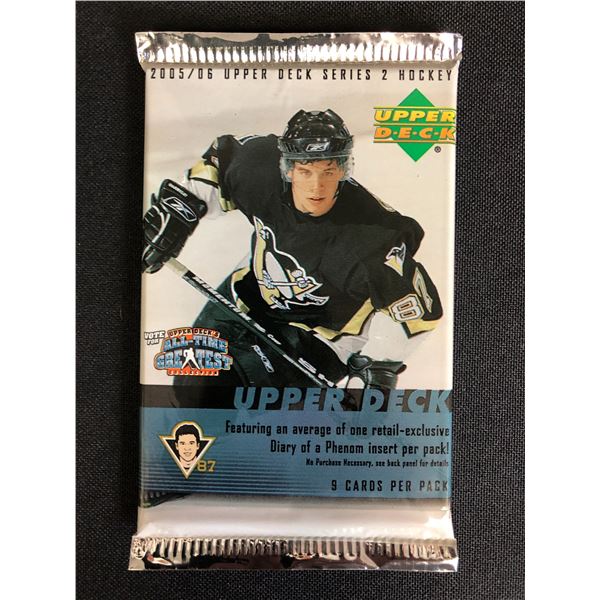 2005/06 UPPER DECK SERIES 2 HOCKEY
UPPER
D·E·C·K
®
87
VOTE
FOR
UPPER DECK'S
ALL-TIME
GREATEST
COLLECTION
UPPER DECK
Featuring an average of one retail-exclusive
Diary of a Phenom insert per pack!
No Purchase Necessary, see back panel for details
87
9 CARDS PER PACK